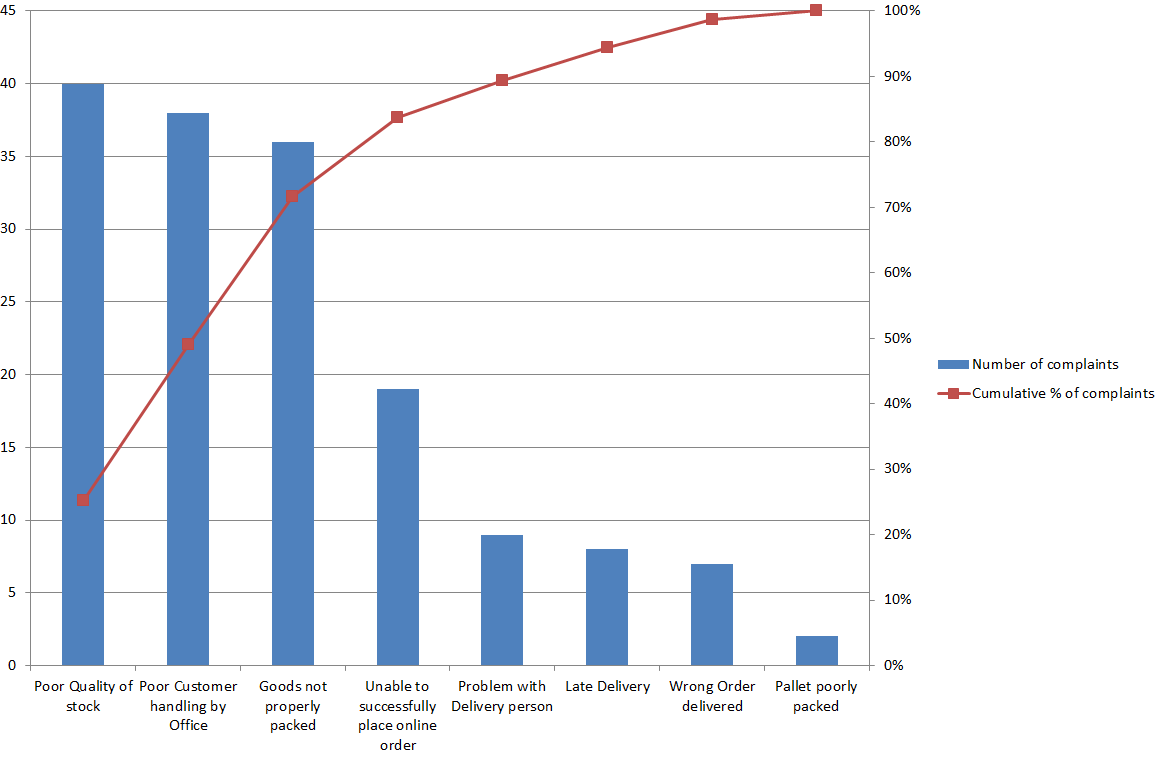 45
40
35
30
25
20
15
10
5
0
100%
90%
80%
70%
60%
50%
40%
30%
20%
10%
0%
Poor Quality of
stock
Poor Customer
handling by
Office
Goods not
properly
packed
Unable to
successfully
place online
order
Problem with
Delivery person
Late Delivery
Wrong Order
delivered
Pallet poorly
packed
Number of complaints
Cumulative % of complaints